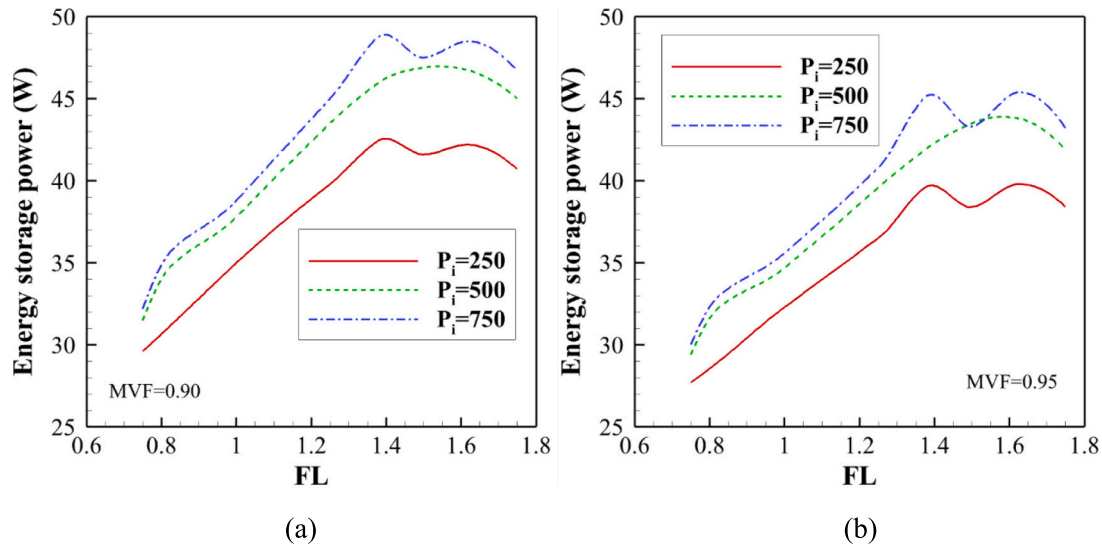 50
45
40
35
30
25
Energy storage power (W)
P_i=250
P_i=500
P_i=750
MVF=0.90
0.6 0.8 1 1.2 1.4 1.6 1.8
FL
(a)
50
45
40
35
30
25
Energy storage power (W)
P_i=250
P_i=500
P_i=750
MVF=0.95
0.6 0.8 1 1.2 1.4 1.6 1.8
FL
(b)